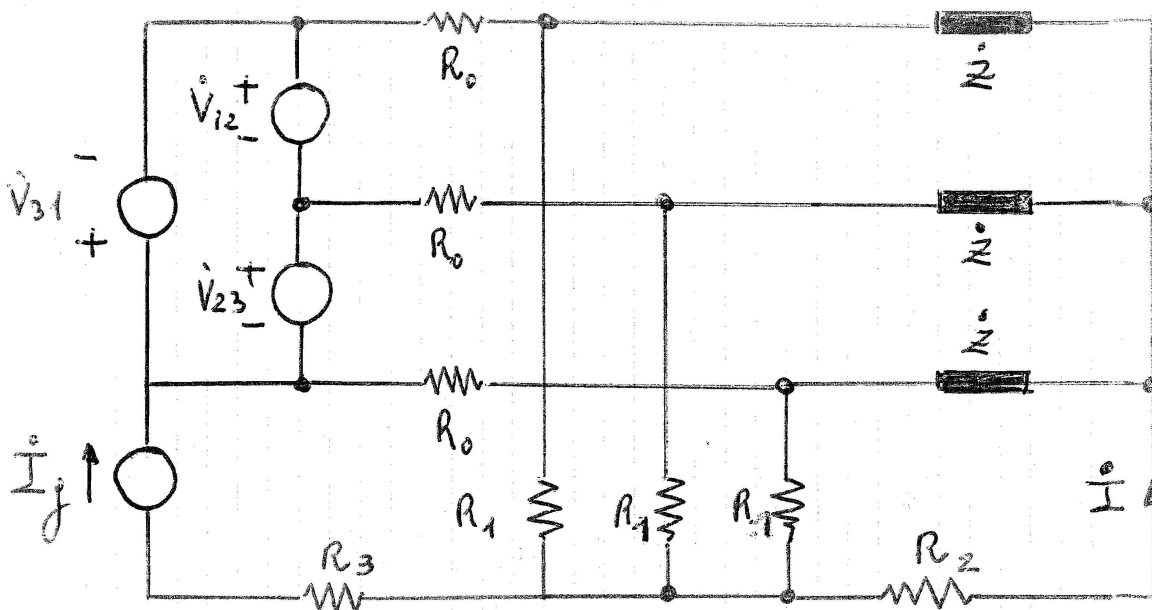 R₀
Ż
V̇₁₂ + -
- V̇₃₁ +
R₀
Ż
V̇₂₃ + -
Ż
R₀
İj
İ
R₁ R₁ R₁
R₃ R₂